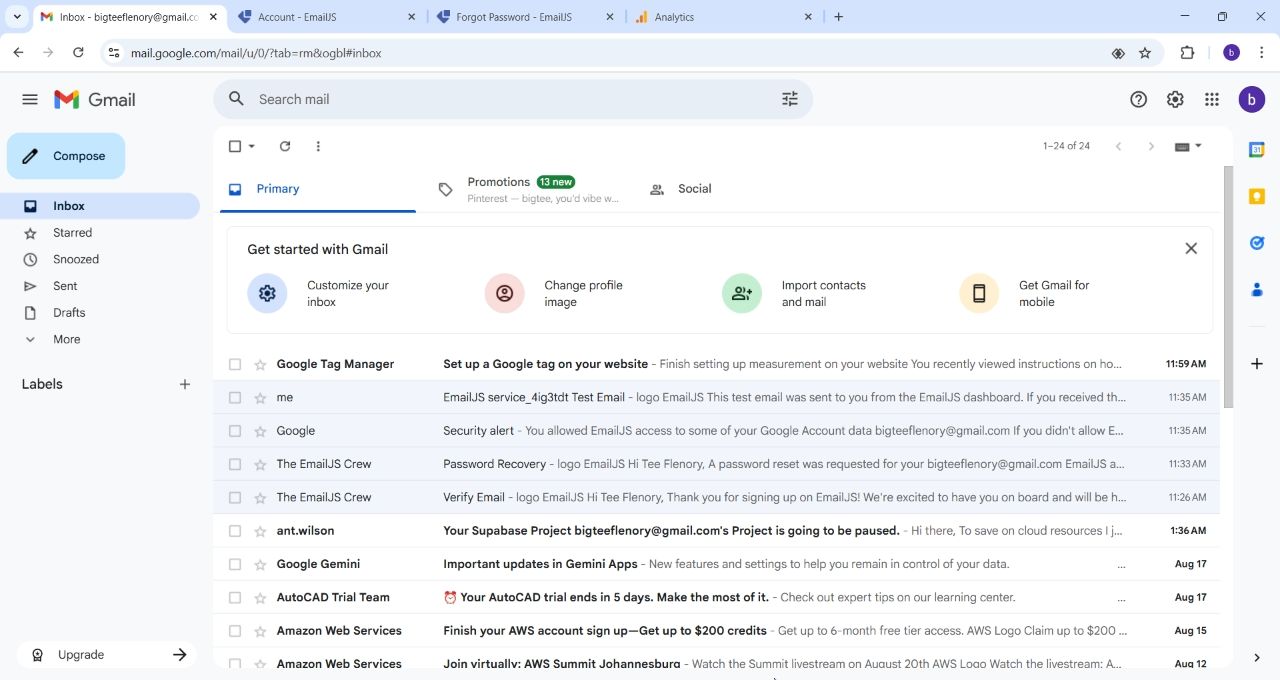 Inbox - bigteeflenory@gmail.co
Account - EmailJS
Forgot Password - EmailJS
Analytics
mail.google.com/mail/u/0/?tab=rm&ogbl#inbox
b
Gmail
Search mail
b
Compose
1–24 of 24
31
Primary
Promotions 13 new
Pinterest — bigtee, you'd vibe w...
Social
Inbox
Starred
Snoozed
Sent
Drafts
More
Labels
Get started with Gmail
Customize your
inbox
Change profile
image
Import contacts
and mail
Get Gmail for
mobile
Google Tag Manager Set up a Google tag on your website - Finish setting up measurement on your website You recently viewed instructions on ho... 11:59 AM
me EmailJS service_4ig3tdt Test Email - logo EmailJS This test email was sent to you from the EmailJS dashboard. If you received th... 11:35 AM
Google Security alert - You allowed EmailJS access to some of your Google Account data bigteeflenory@gmail.com If you didn't allow E... 11:35 AM
The EmailJS Crew Password Recovery - logo EmailJS Hi Tee Flenory, A password reset was requested for your bigteeflenory@gmail.com EmailJS a... 11:33 AM
The EmailJS Crew Verify Email - logo EmailJS Hi Tee Flenory, Thank you for signing up on EmailJS! We're excited to have you on board and will be h... 11:26 AM
ant.wilson Your Supabase Project bigteeflenory@gmail.com's Project is going to be paused. - Hi there, To save on cloud resources I j... 1:36 AM
Google Gemini Important updates in Gemini Apps - New features and settings to help you remain in control of your data. ... Aug 17
AutoCAD Trial Team ⏰ Your AutoCAD trial ends in 5 days. Make the most of it. - Check out expert tips on our learning center. ... Aug 17
Amazon Web Services Finish your AWS account sign up—Get up to $200 credits - Get up to 6-month free tier access. AWS Logo Claim up to $200 ... Aug 15
Amazon Web Services Join virtually: AWS Summit Johannesburg - Watch the Summit livestream on August 20th AWS Logo Watch the livestream: A... Aug 12
Upgrade